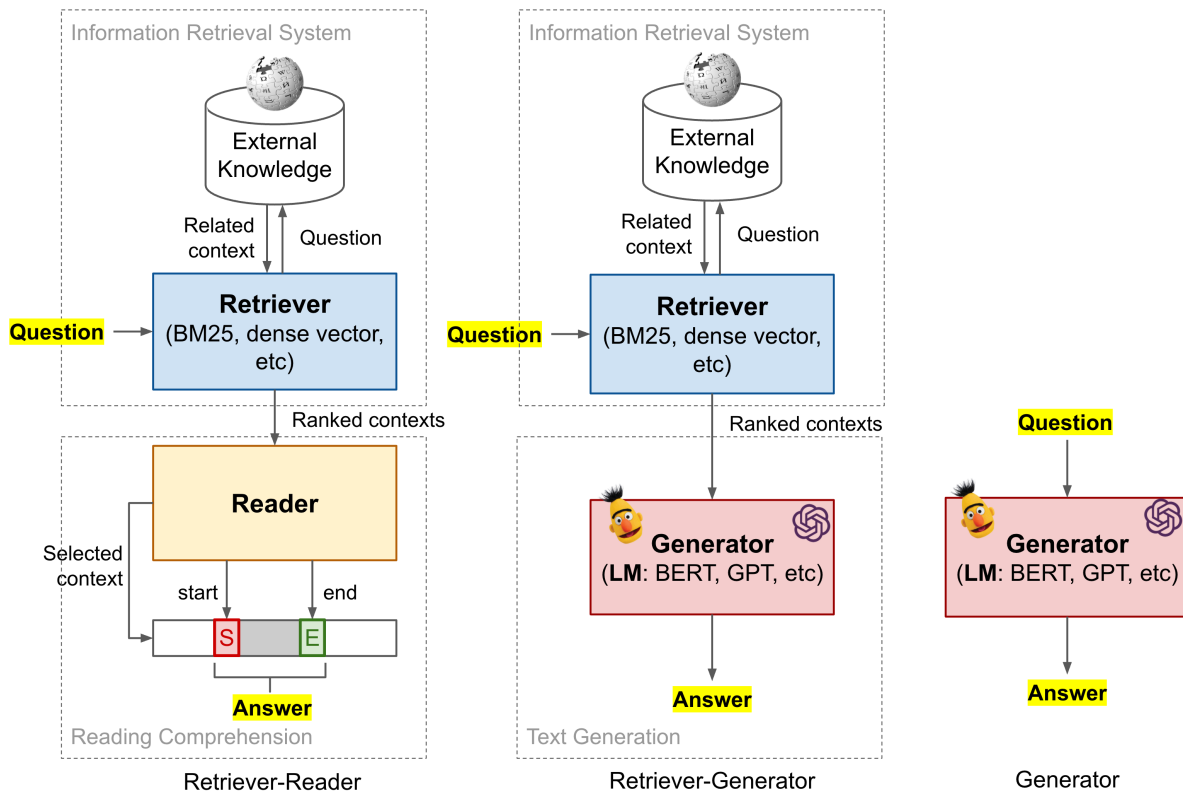 Information Retrieval System
External
Knowledge
Related
context
Question
Question
Retriever
(BM25, dense vector,
etc)
Ranked contexts
Reader
Selected
context
start
end
S
E
Answer
Reading Comprehension
Retriever-Reader
Information Retrieval System
External
Knowledge
Related
context
Question
Question
Retriever
(BM25, dense vector,
etc)
Ranked contexts
Generator
(LM: BERT, GPT, etc)
Answer
Text Generation
Retriever-Generator
Question
Generator
(LM: BERT, GPT, etc)
Answer
Generator